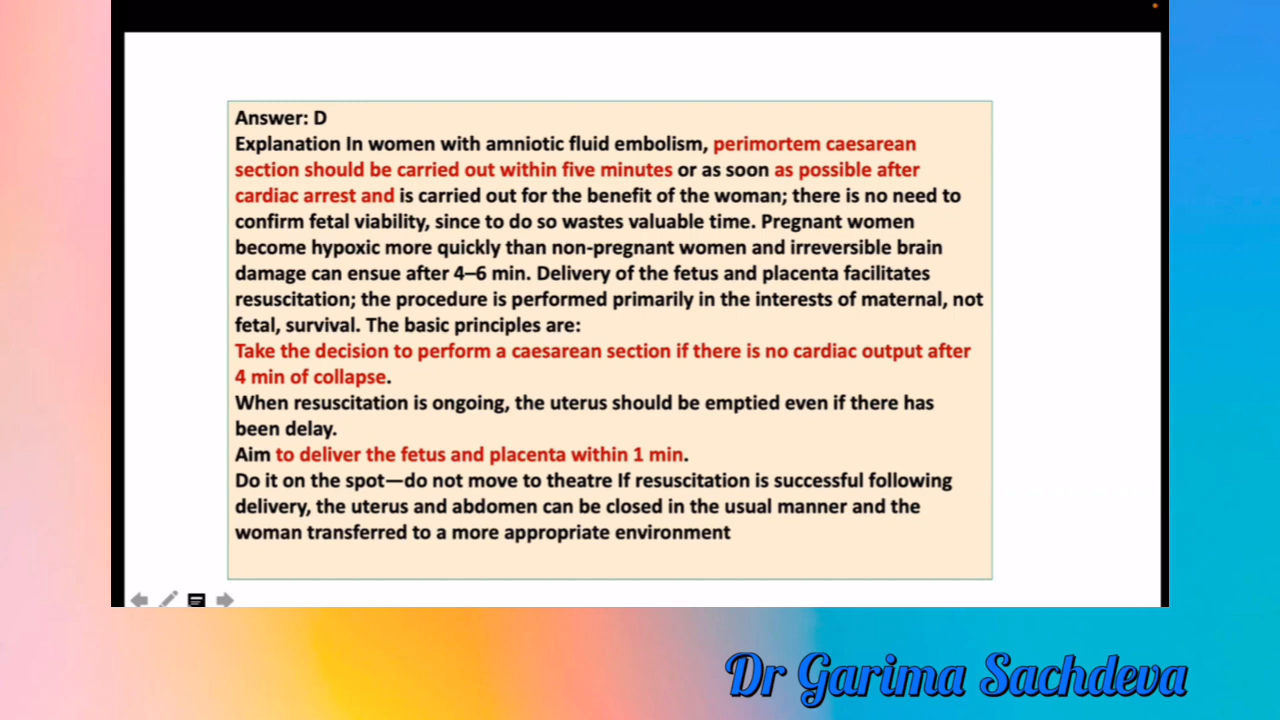 Answer: D
Explanation In women with amniotic fluid embolism, perimortem caesarean
section should be carried out within five minutes or as soon as possible after
cardiac arrest and is carried out for the benefit of the woman; there is no need to
confirm fetal viability, since to do so wastes valuable time. Pregnant women
become hypoxic more quickly than non-pregnant women and irreversible brain
damage can ensue after 4–6 min. Delivery of the fetus and placenta facilitates
resuscitation; the procedure is performed primarily in the interests of maternal, not
fetal, survival. The basic principles are:
Take the decision to perform a caesarean section if there is no cardiac output after
4 min of collapse.
When resuscitation is ongoing, the uterus should be emptied even if there has
been delay.
Aim to deliver the fetus and placenta within 1 min.
Do it on the spot—do not move to theatre If resuscitation is successful following
delivery, the uterus and abdomen can be closed in the usual manner and the
woman transferred to a more appropriate environment
Dr Garima Sachdeva